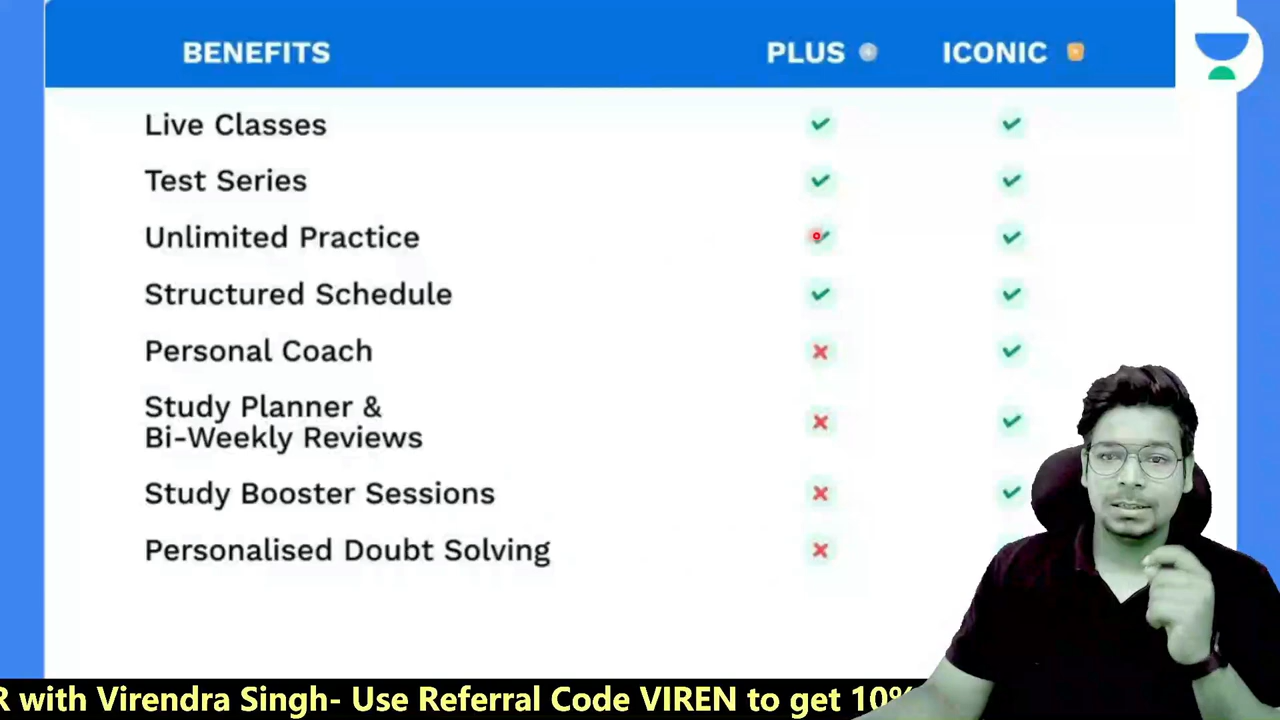 BENEFITS PLUS ICONIC
Live Classes
Test Series
Unlimited Practice
Structured Schedule
Personal Coach
Study Planner &
Bi-Weekly Reviews
Study Booster Sessions
Personalised Doubt Solving
R with Virendra Singh- Use Referral Code VIREN to get 10%